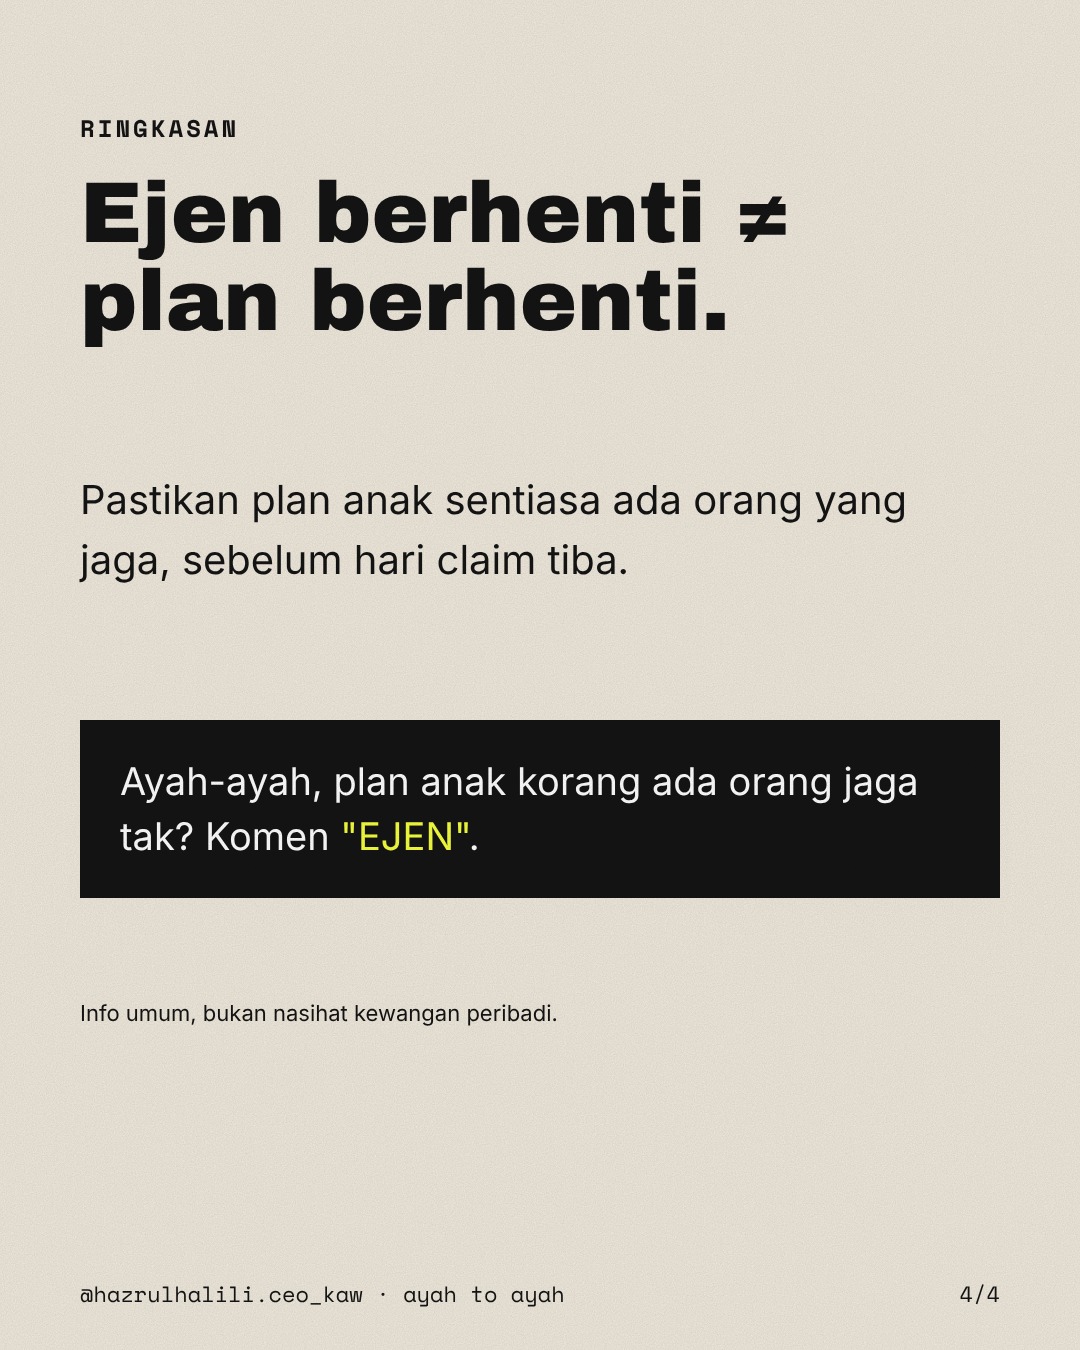 RINGKASAN
Ejen berhenti ≠
plan berhenti.
Pastikan plan anak sentiasa ada orang yang
jaga, sebelum hari claim tiba.
Ayah-ayah, plan anak korang ada orang jaga
tak? Komen "EJEN".
Info umum, bukan nasihat kewangan peribadi.
@hazrulhalili.ceo_kaw · ayah to ayah
4/4